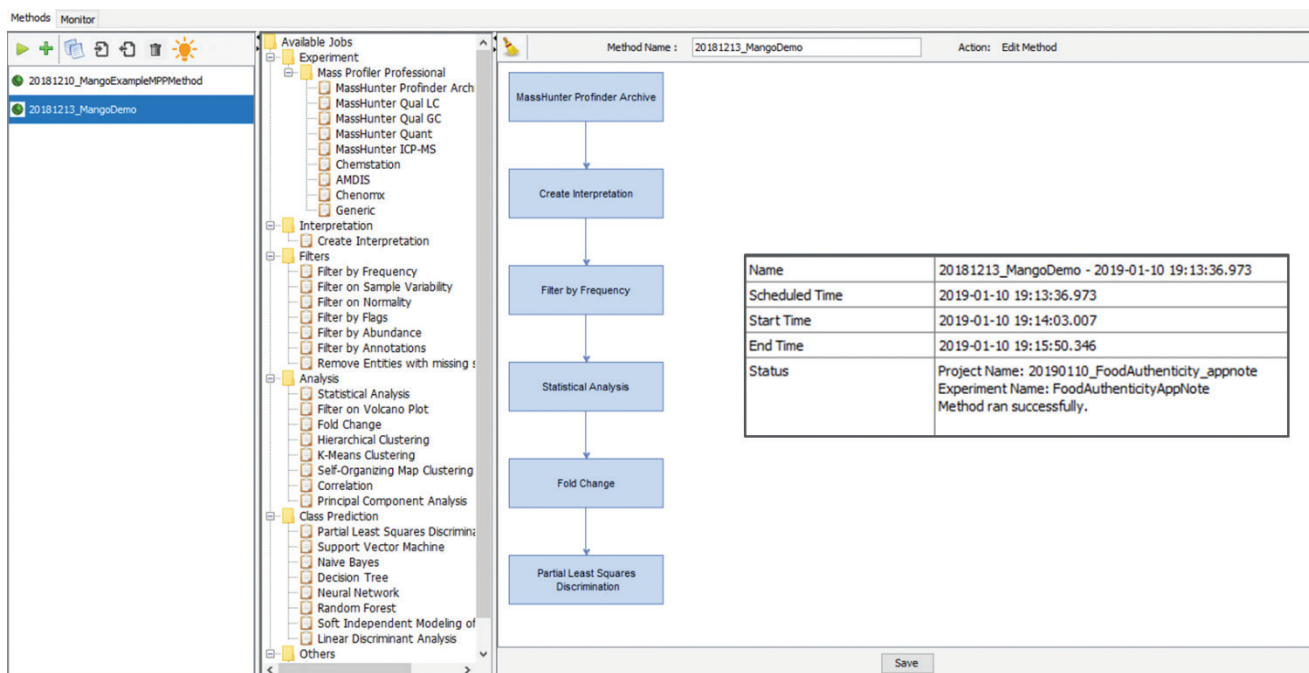 Methods Monitor
20181210_MangoExampleMPPMethod
20181213_MangoDemo
Available Jobs
Experiment
Mass Profiler Professional
MassHunter Profinder Archi
MassHunter Qual LC
MassHunter Qual GC
MassHunter Quant
MassHunter ICP-MS
Chemstation
AMDIS
Chenomx
Generic
Interpretation
Create Interpretation
Filters
Filter by Frequency
Filter on Sample Variability
Filter on Normality
Filter by Flags
Filter by Abundance
Filter by Annotations
Remove Entities with missing s
Analysis
Statistical Analysis
Filter on Volcano Plot
Fold Change
Hierarchical Clustering
K-Means Clustering
Self-Organizing Map Clustering
Correlation
Principal Component Analysis
Class Prediction
Partial Least Squares Discrimina
Support Vector Machine
Naive Bayes
Decision Tree
Neural Network
Random Forest
Soft Independent Modeling of
Linear Discriminant Analysis
Others
Method Name : 20181213_MangoDemo Action: Edit Method
MassHunter Profinder Archive
Create Interpretation
Filter by Frequency
Statistical Analysis
Fold Change
Partial Least Squares
Discrimination
Name 20181213_MangoDemo - 2019-01-10 19:13:36.973
Scheduled Time 2019-01-10 19:13:36.973
Start Time 2019-01-10 19:14:03.007
End Time 2019-01-10 19:15:50.346
Status Project Name: 20190110_FoodAuthenticity_appnote
Experiment Name: FoodAuthenticityAppNote
Method ran successfully.
Save